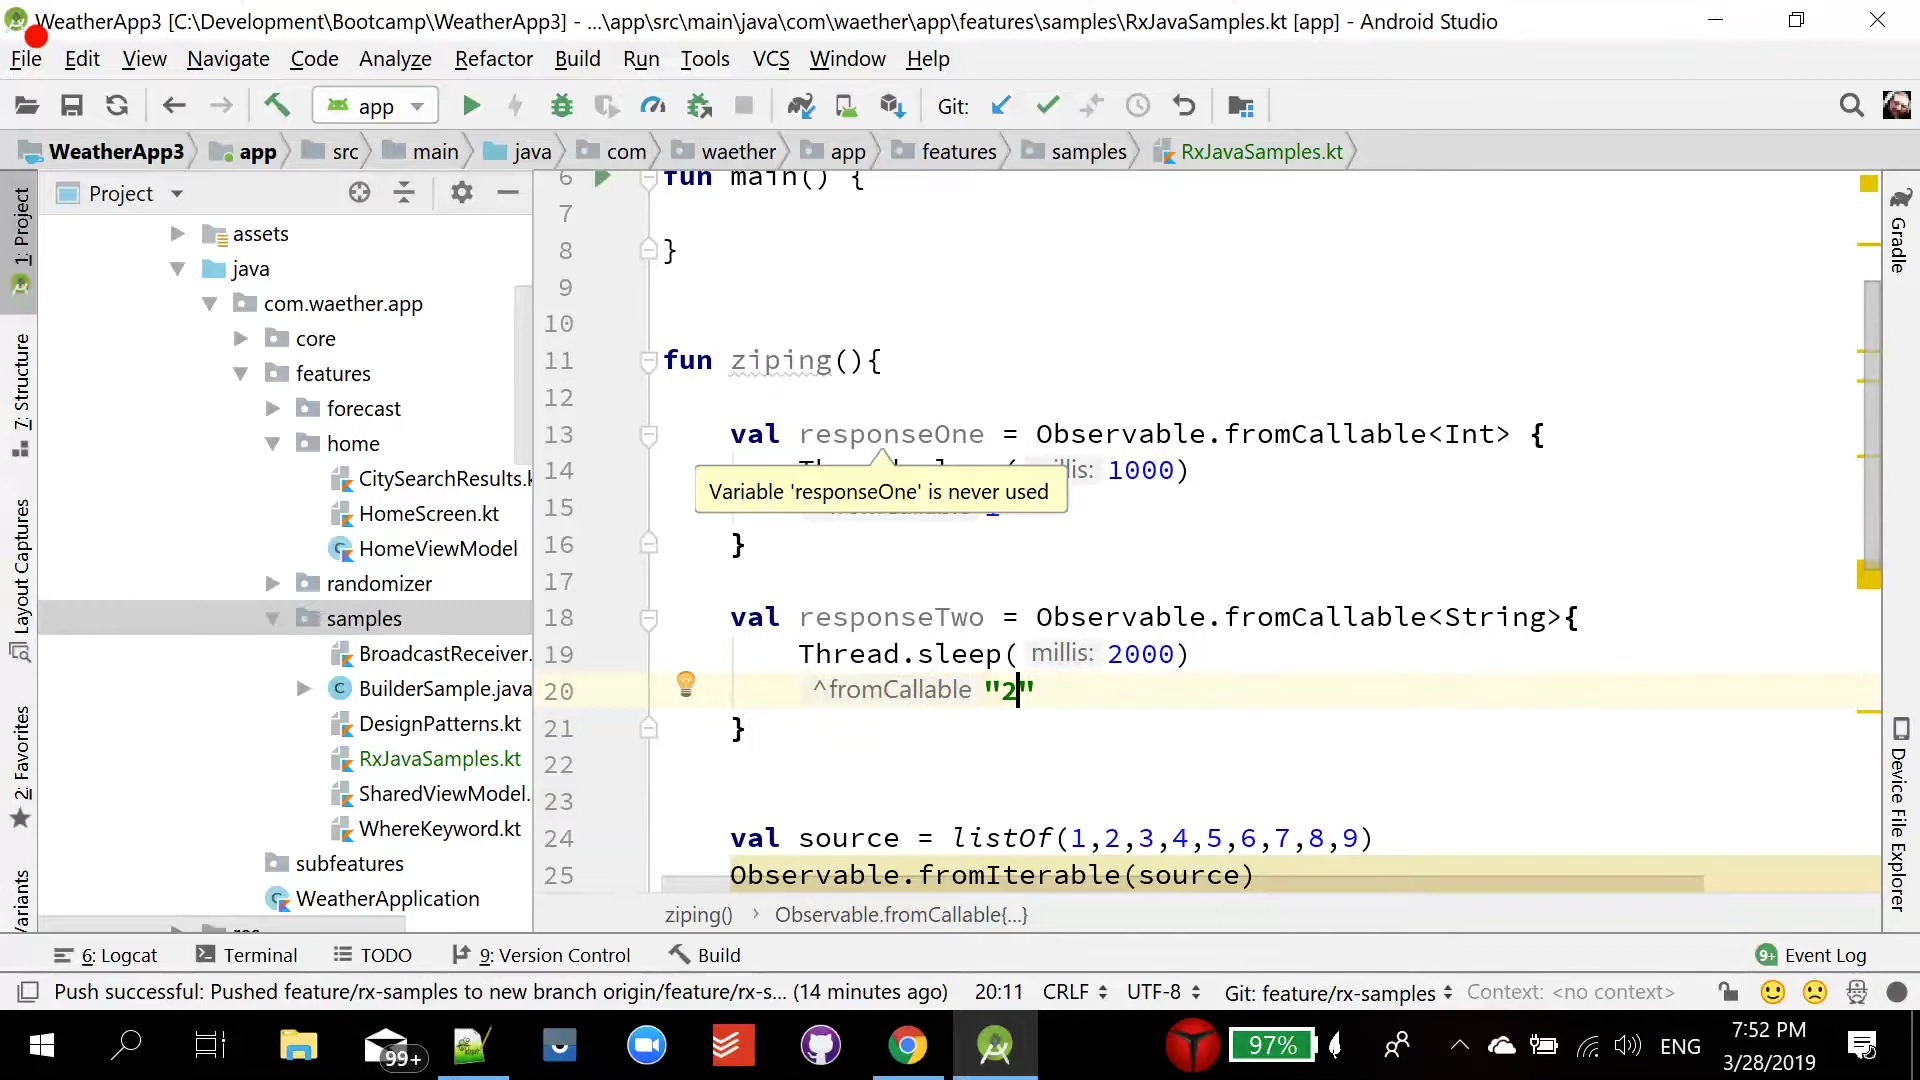 WeatherApp3 [C:\Development\Bootcamp\WeatherApp3] - ...\app\src\main\java\com\waether\app\features\samples\RxJavaSamples.kt [app] - Android Studio
File Edit View Navigate Code Analyze Refactor Build Run Tools VCS Window Help
app Git:
WeatherApp3 app src main java com waether app features samples RxJavaSamples.kt
Project
1: Project
7: Structure
Layout Captures
2: Favorites
Variants
assets
java
com.waether.app
core
features
forecast
home
CitySearchResults.k
HomeScreen.kt
HomeViewModel
randomizer
samples
BroadcastReceiver.
BuilderSample.java
DesignPatterns.kt
RxJavaSamples.kt
SharedViewModel.
WhereKeyword.kt
subfeatures
WeatherApplication
6 fun main() {
7
8 }
9
10
11 fun ziping(){
12
13 val responseOne = Observable.fromCallable<Int> {
14 1000)
Variable 'responseOne' is never used
15
16 }
17
18 val responseTwo = Observable.fromCallable<String>{
19 Thread.sleep( millis: 2000)
20 ^fromCallable "2"
21 }
22
23
24 val source = listOf(1,2,3,4,5,6,7,8,9)
25 Observable.fromIterable(source)
ziping() › Observable.fromCallable{...}
Gradle
Device File Explorer
6: Logcat Terminal TODO 9: Version Control Build 9+ Event Log
Push successful: Pushed feature/rx-samples to new branch origin/feature/rx-s... (14 minutes ago) 20:11 CRLF UTF-8 Git: feature/rx-samples Context: <no context>
99+ 97% ENG 7:52 PM
3/28/2019